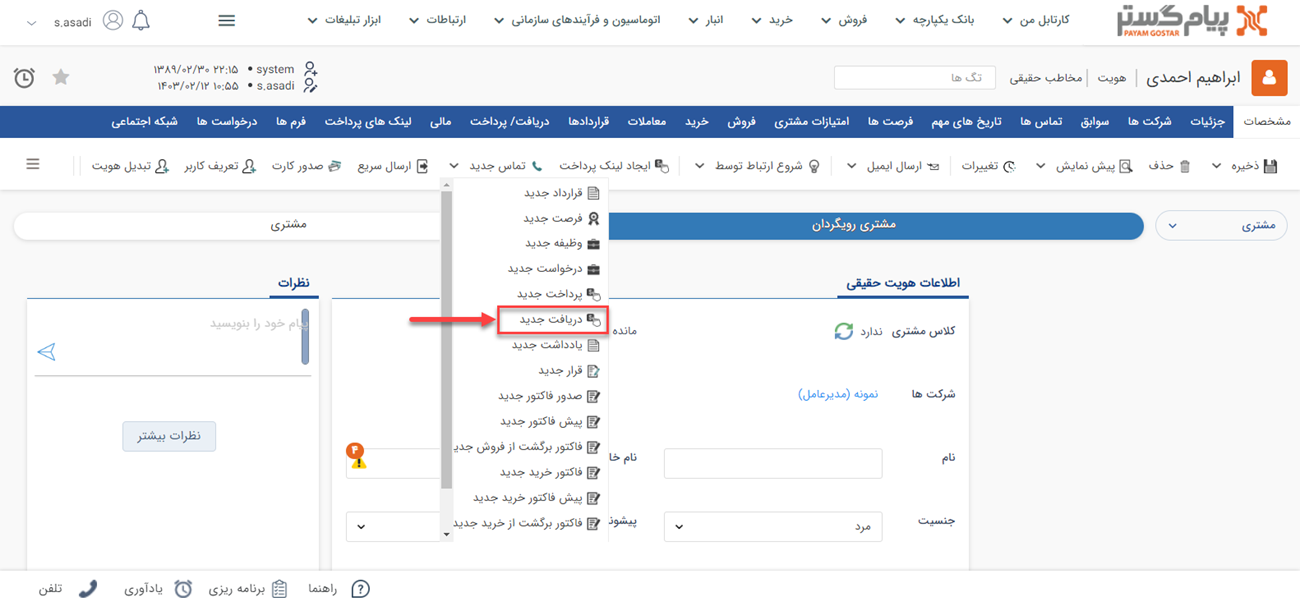 پیام گستر
PAYAM GOSTAR
کارتابل من
بانک یکپارچه
فروش
خرید
انبار
اتوماسیون و فرآیندهای سازمانی
ارتباطات
ابزار تبلیغات
s.asadi
ابراهیم احمدی
هویت
مخاطب حقیقی
تگ ها
system • ۱۳۸۹/۰۲/۳۰ ۲۲:۱۵
s.asadi • ۱۴۰۳/۰۲/۱۲ ۱۰:۵۵
مشخصات
جزئیات
شرکت ها
سوابق
تماس ها
تاریخ های مهم
فرصت ها
امتیازات مشتری
فروش
خرید
معاملات
قراردادها
دریافت/ پرداخت
مالی
لینک های پرداخت
فرم ها
درخواست ها
شبکه اجتماعی
ذخیره
حذف
پیش نمایش
تغییرات
ارسال ایمیل
شروع ارتباط توسط
ایجاد لینک پرداخت
تماس جدید
ارسال سریع
صدور کارت
تعریف کاربر
تبدیل هویت
قرارداد جدید
فرصت جدید
وظیفه جدید
درخواست جدید
پرداخت جدید
دریافت جدید
یادداشت جدید
قرار جدید
صدور فاکتور جدید
پیش فاکتور جدید
فاکتور برگشت از فروش جدید
فاکتور خرید جدید
پیش فاکتور خرید جدید
فاکتور برگشت از خرید جدید
مشتری
مشتری رویگردان
مشتری
اطلاعات هویت حقیقی
کلاس مشتری
ندارد
مانده
شرکت ها
نمونه (مدیرعامل)
نام
نام خا
F
جنسیت
مرد
پیشوند
نظرات
پیام خود را بنویسید
نظرات بیشتر
راهنما
برنامه ریزی
یادآوری
تلفن